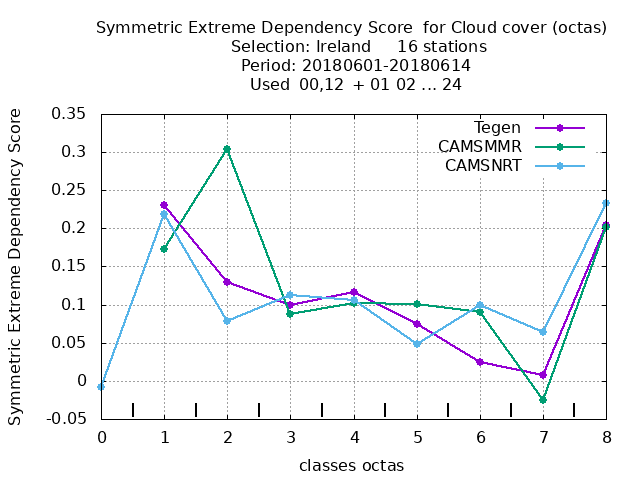 Symmetric Extreme Dependency Score  for Cloud cover (octas)
Selection: Ireland     16 stations
Period: 20180601-20180614
Used  00,12  + 01 02 ... 24
Symmetric Extreme Dependency Score
0.35
0.3
0.25
0.2
0.15
0.1
0.05
0
-0.05
Tegen
CAMSMMR
CAMSNRT
0 1 2 3 4 5 6 7 8
classes octas